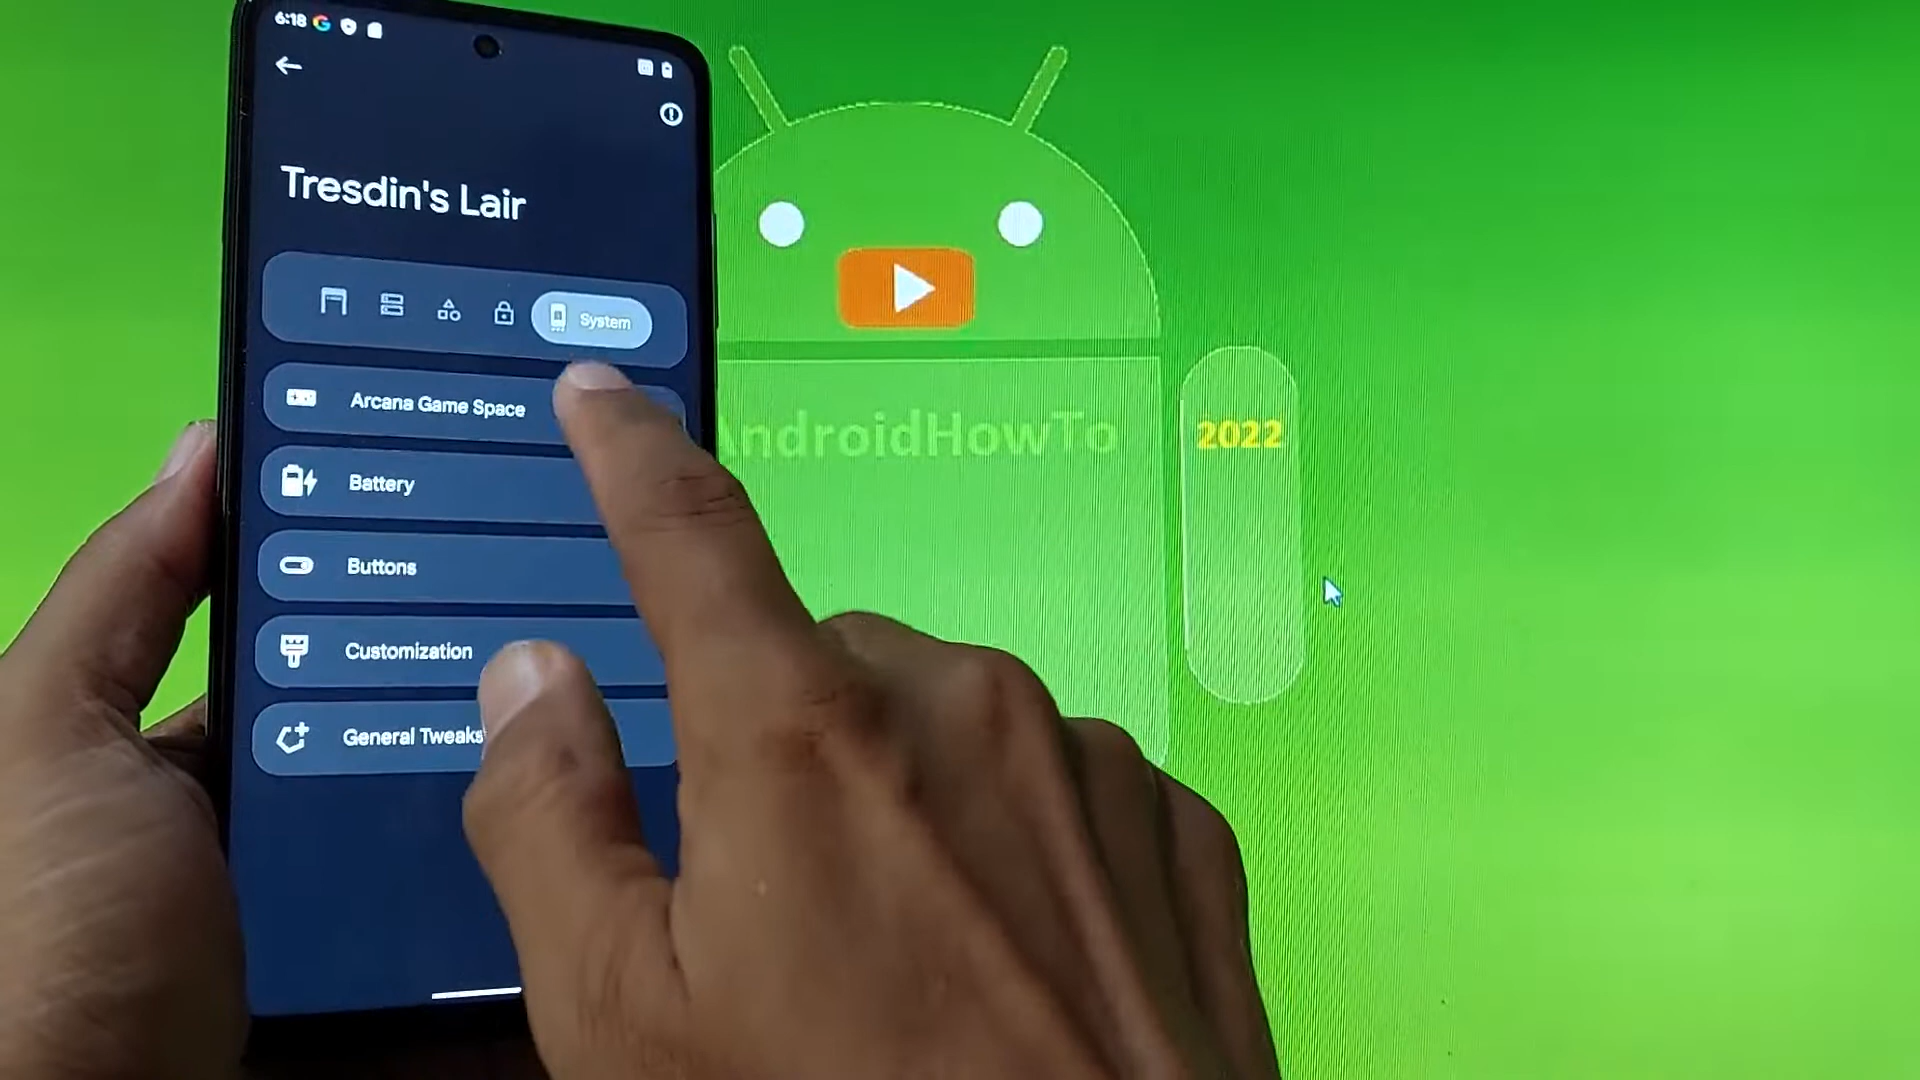 6:18
Tresdin's Lair
System
Arcana Game Space
Battery
Buttons
Customization
General Tweaks
AndroidHowTo
2022